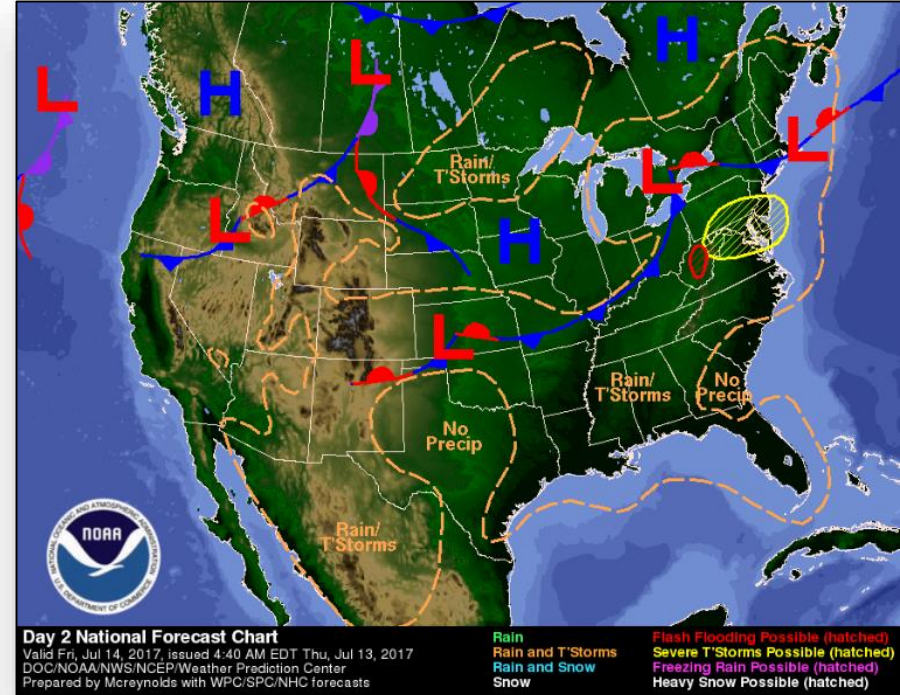 H
L
L
H
L
Rain/
T'Storms
L
L
L
H
L
Rain/
T'Storms
No
Precip
No
Precip
Rain/
T'Storms
NATIONAL OCEANIC AND ATMOSPHERIC ADMINISTRATION
NOAA
U.S. DEPARTMENT OF COMMERCE
Day 2 National Forecast Chart
Valid Fri, Jul 14, 2017, issued 4:40 AM EDT Thu, Jul 13, 2017
DOC/NOAA/NWS/NCEP/Weather Prediction Center
Prepared by Mcreynolds with WPC/SPC/NHC forecasts
Rain
Rain and T'Storms
Rain and Snow
Snow
Flash Flooding Possible (hatched)
Severe T'Storms Possible (hatched)
Freezing Rain Possible (hatched)
Heavy Snow Possible (hatched)